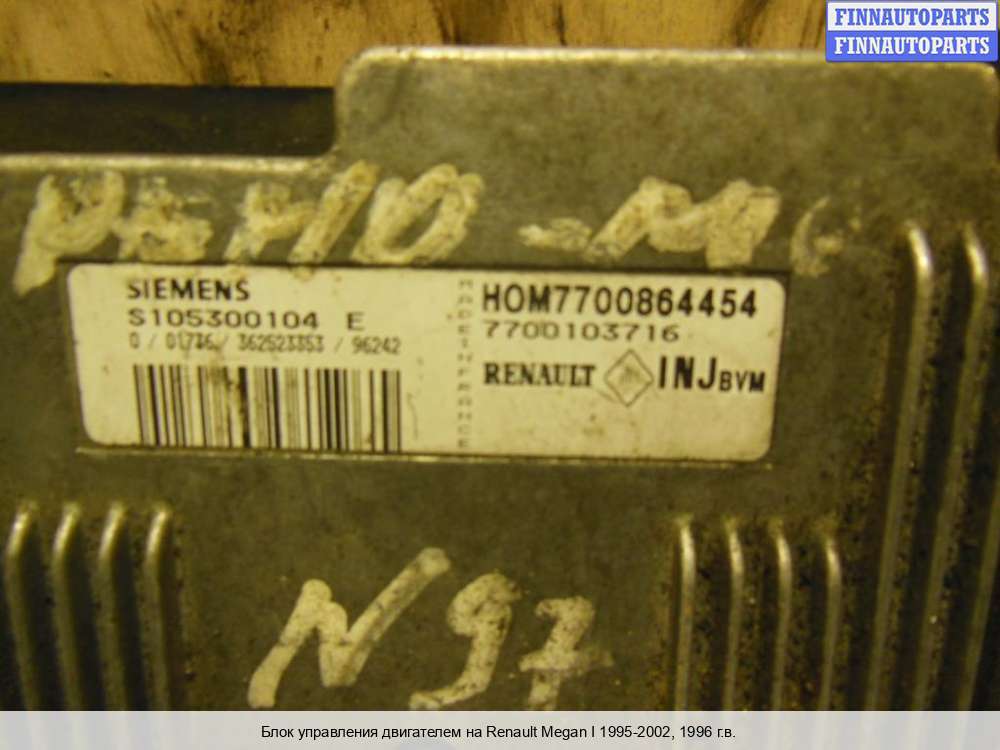 FINNAUTOPARTS
FINNAUTOPARTS
РЕНО -М
SIEMENS
S105300104 E
0 / 01736 / 362523353 / 96242
MADE IN FRANCE
HOM7700864454
7700103716
RENAULT INJ BVM
N 97
Блок управления двигателем на Renault Megan I 1995-2002, 1996 г.в.